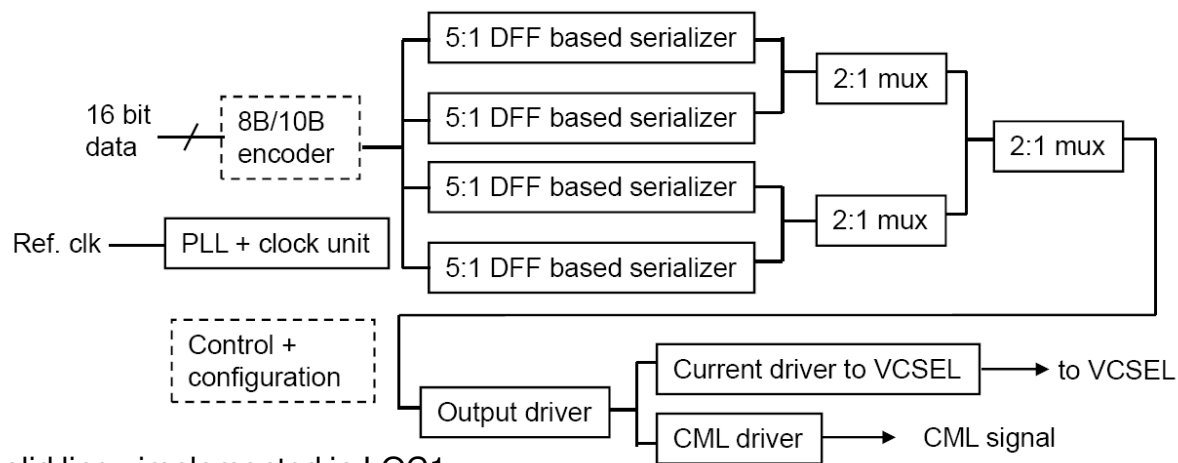 5:1 DFF based serializer
2:1 mux
16 bit
data
8B/10B
encoder
5:1 DFF based serializer
2:1 mux
5:1 DFF based serializer
2:1 mux
Ref. clk
PLL + clock unit
5:1 DFF based serializer
Control +
configuration
Current driver to VCSEL
to VCSEL
Output driver
CML driver
CML signal